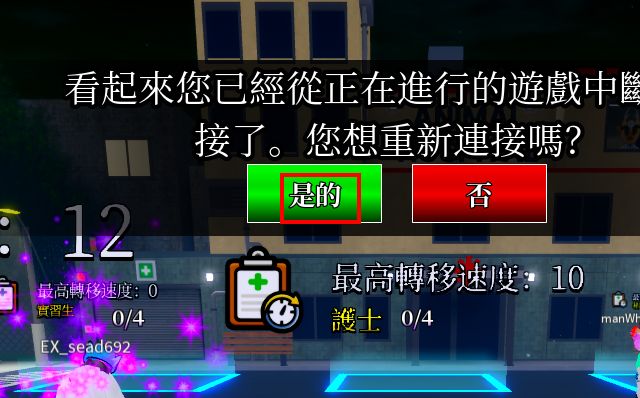 看起來您已經從正在進行的遊戲中斷
接了。您想重新連接嗎?
是的
否
ANIMAL
: 12
最高轉移速度: 0
實習生
0/4
最高轉移速度: 10
護士
0/4
EX_sead692
manWh